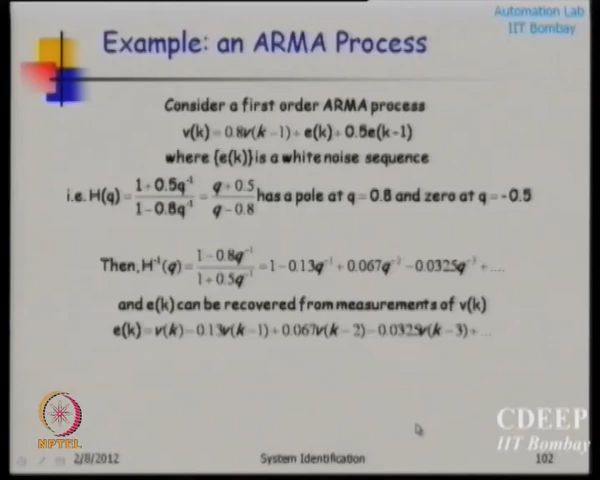 Automation Lab
IIT Bombay
Example: an ARMA Process
Consider a first order ARMA process
v(k) = 0.8v(k-1) + e(k) + 0.5e(k-1)
where {e(k)} is a white noise sequence
i.e. H(q) = (1+0.5q⁻¹)/(1-0.8q⁻¹) = (q+0.5)/(q-0.8) has a pole at q = 0.8 and zero at q = -0.5
Then, H⁻¹(q) = (1-0.8q⁻¹)/(1+0.5q⁻¹) = 1-0.13q⁻¹ + 0.067q⁻² - 0.0325q⁻³ + ....
and e(k) can be recovered from measurements of v(k)
e(k) = v(k) - 0.13v(k-1) + 0.067v(k-2) - 0.0325v(k-3) + ...
NPTEL
CDEEP
IIT Bombay
2/8/2012
System Identification
102